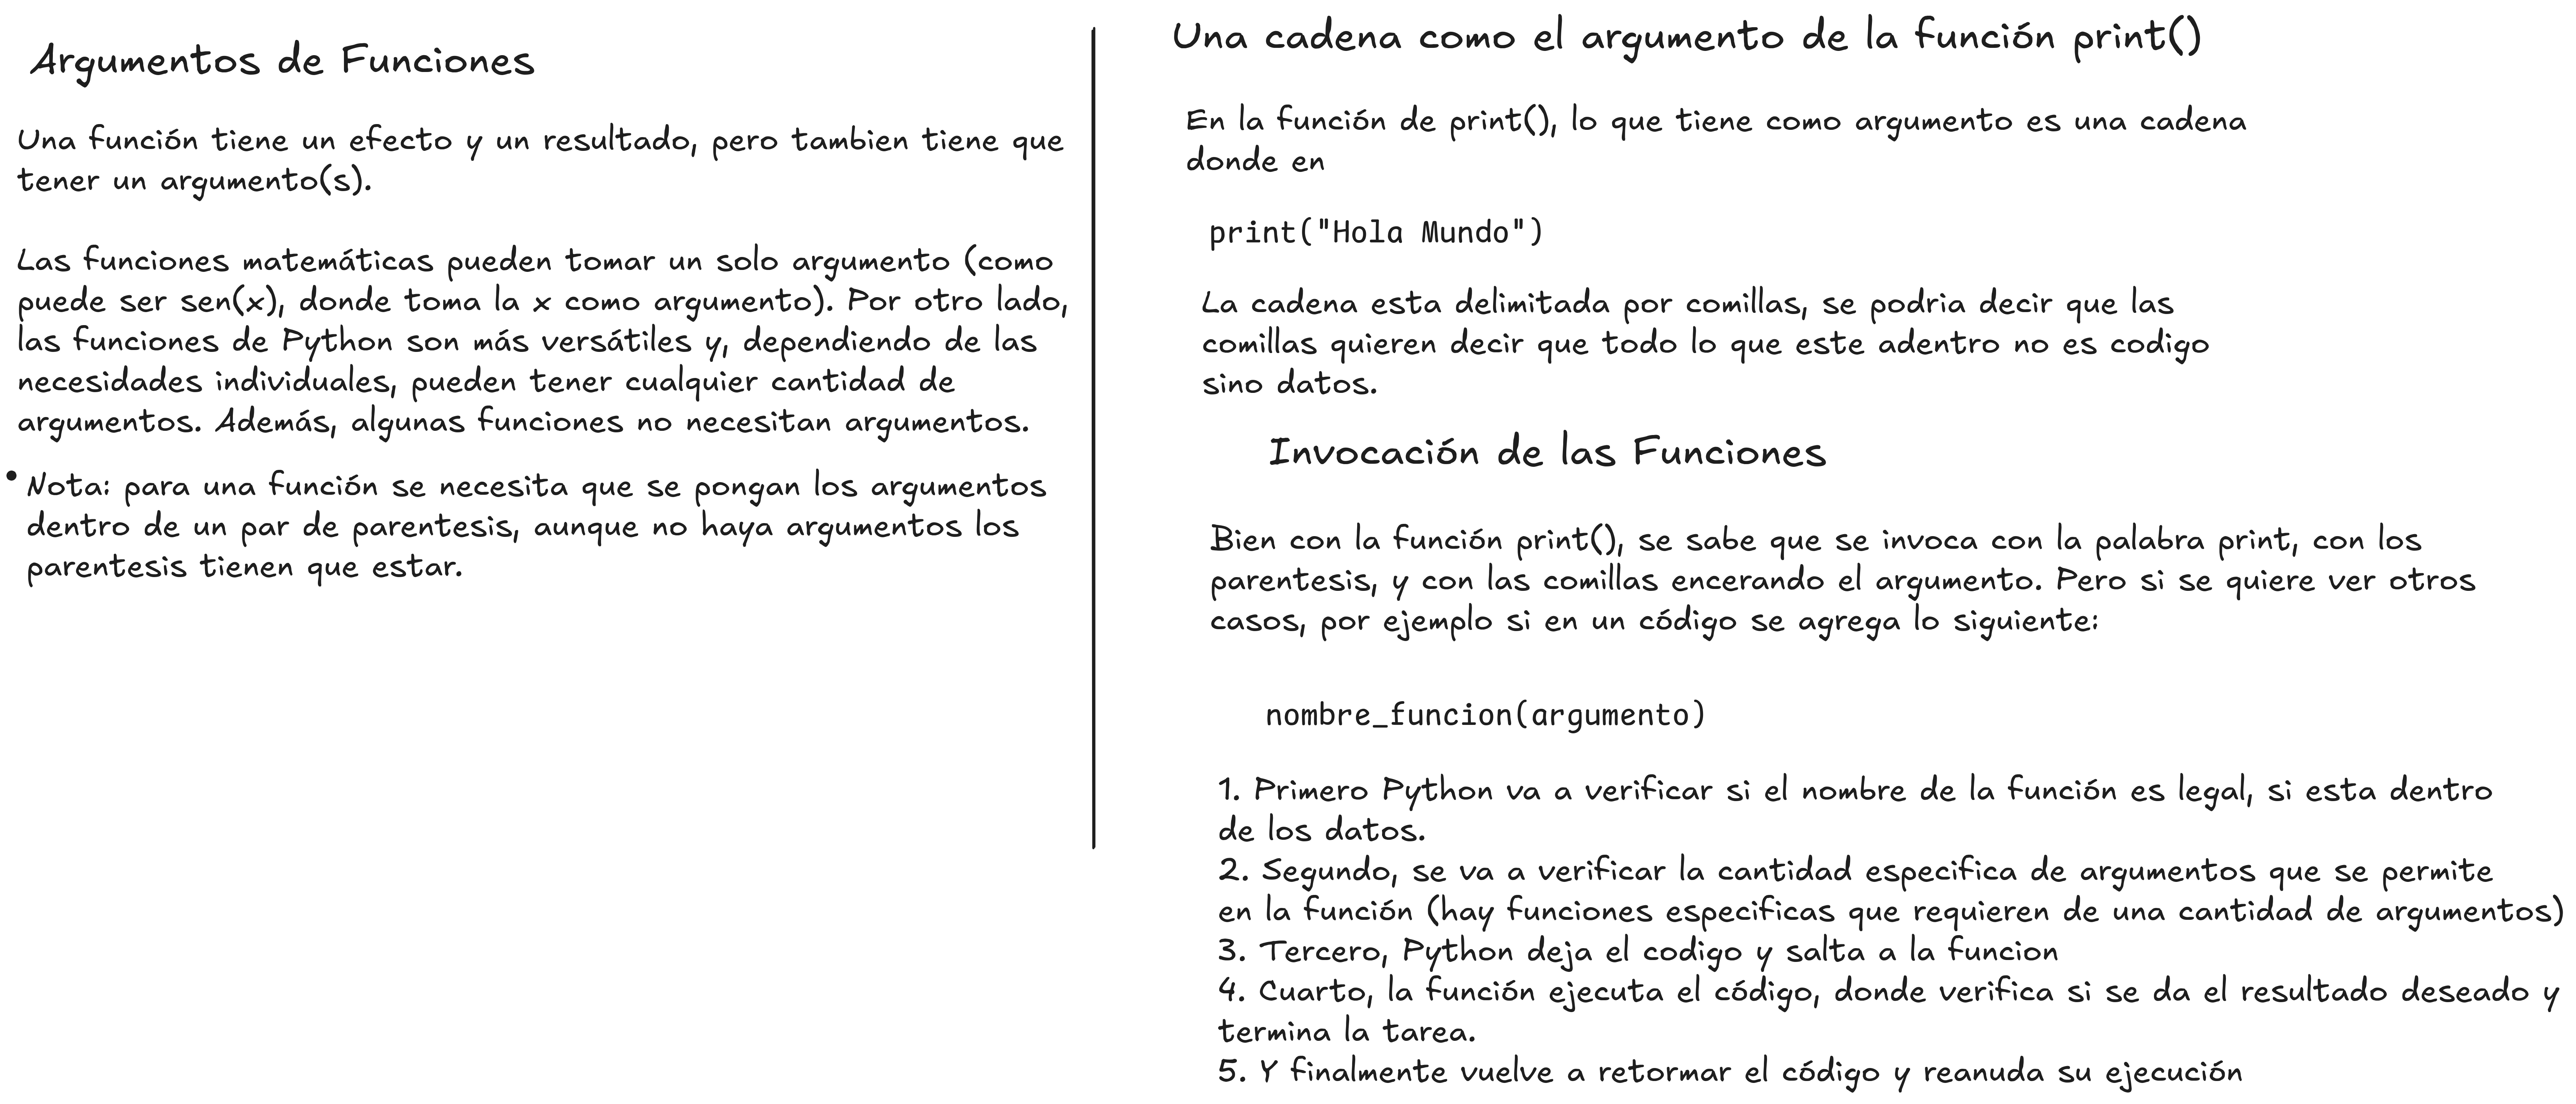 Argumentos de Funciones
Una función tiene un efecto y un resultado, pero tambien tiene que
tener un argumento(s).
Las funciones matemáticas pueden tomar un solo argumento (como
puede ser sen(x), donde toma la x como argumento). Por otro lado,
las funciones de Python son más versátiles y, dependiendo de las
necesidades individuales, pueden tener cualquier cantidad de
argumentos. Además, algunas funciones no necesitan argumentos.
• Nota: para una función se necesita que se pongan los argumentos
dentro de un par de parentesis, aunque no haya argumentos los
parentesis tienen que estar.
Una cadena como el argumento de la función print()
En la función de print(), lo que tiene como argumento es una cadena
donde en
print("Hola Mundo")
La cadena esta delimitada por comillas, se podria decir que las
comillas quieren decir que todo lo que este adentro no es codigo
sino datos.
Invocación de las Funciones
Bien con la función print(), se sabe que se invoca con la palabra print, con los
parentesis, y con las comillas encerando el argumento. Pero si se quiere ver otros
casos, por ejemplo si en un código se agrega lo siguiente:
nombre_funcion(argumento)
1. Primero Python va a verificar si el nombre de la función es legal, si esta dentro
de los datos.
2. Segundo, se va a verificar la cantidad especifica de argumentos que se permite
en la función (hay funciones especificas que requieren de una cantidad de argumentos)
3. Tercero, Python deja el codigo y salta a la funcion
4. Cuarto, la función ejecuta el código, donde verifica si se da el resultado deseado y
termina la tarea.
5. Y finalmente vuelve a retormar el código y reanuda su ejecución